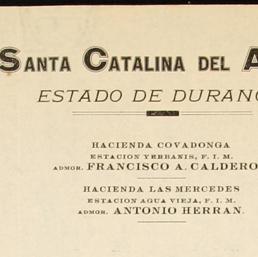 SANTA CATALINA DEL A
ESTADO DE DURANG
HACIENDA COVADONGA
ESTACION YERBANIS, F. I. M.
ADMOR. FRANCISCO A. CALDERO
HACIENDA LAS MERCEDES
ESTACION AGUA VIEJA, F. I. M.
ADMOR. ANTONIO HERRAN.